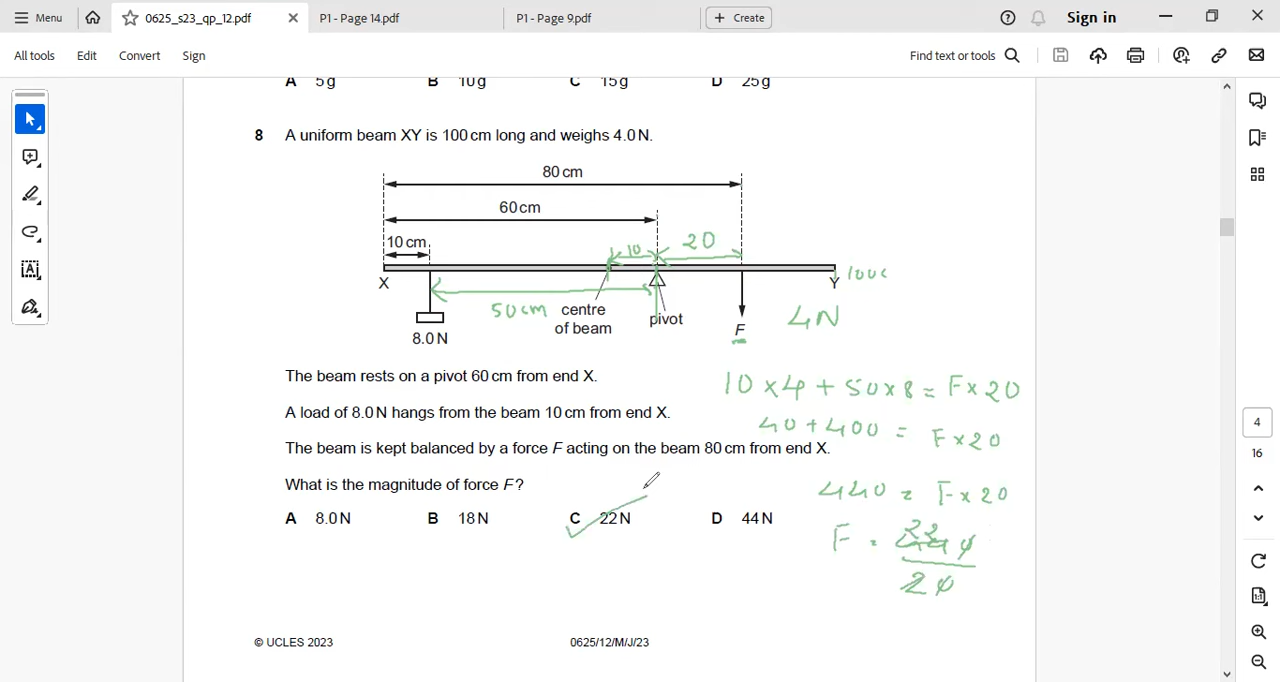 Menu 0625_s23_qp_12.pdf P1 - Page 14.pdf P1 - Page 9.pdf + Create Sign in
All tools Edit Convert Sign Find text or tools
A 5g B 10g C 15g D 25g
8 A uniform beam XY is 100 cm long and weighs 4.0 N.
80 cm
60 cm
10 cm 10 20
X Y 100c
50cm centre of beam pivot 4N
8.0 N F
The beam rests on a pivot 60 cm from end X.
10 × 4 + 50 × 8 = F × 20
A load of 8.0 N hangs from the beam 10 cm from end X.
40 + 400 = F × 20
The beam is kept balanced by a force F acting on the beam 80 cm from end X.
What is the magnitude of force F?
440 = F × 20
A 8.0 N B 18 N C 22 N D 44 N
F = 22 440
20
© UCLES 2023 0625/12/M/J/23
4
16
1:1